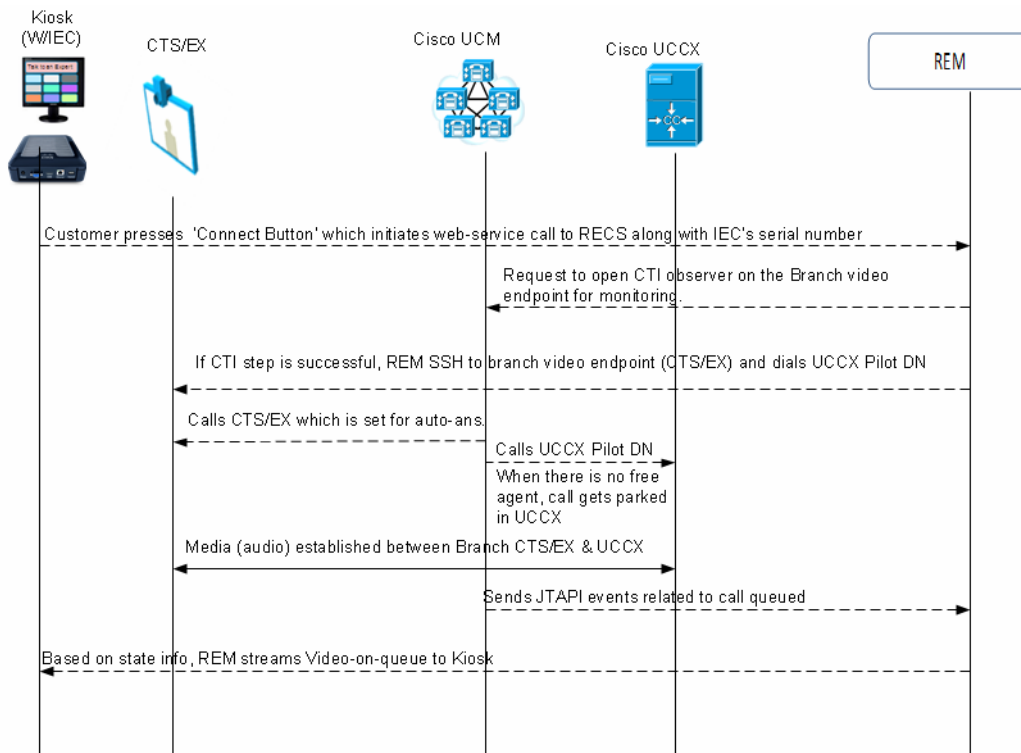 Kiosk
(W/IEC)
CTS/EX
Cisco UCM
Cisco UCCX
REM
Customer presses 'Connect Button' which initiates web-service call to RECS along with IEC's serial number
Request to open CTI observer on the Branch video
endpoint for monitoring.
If CTI step is successful, REM SSH to branch video endpoint (CTS/EX) and dials UCCX Pilot DN
Calls CTS/EX which is set for auto-ans.
Calls UCCX Pilot DN
When there is no free
agent, call gets parked
in UCCX
Media (audio) established between Branch CTS/EX & UCCX
Sends JTAPI events related to call queued
Based on state info, REM streams Video-on-queue to Kiosk
CC